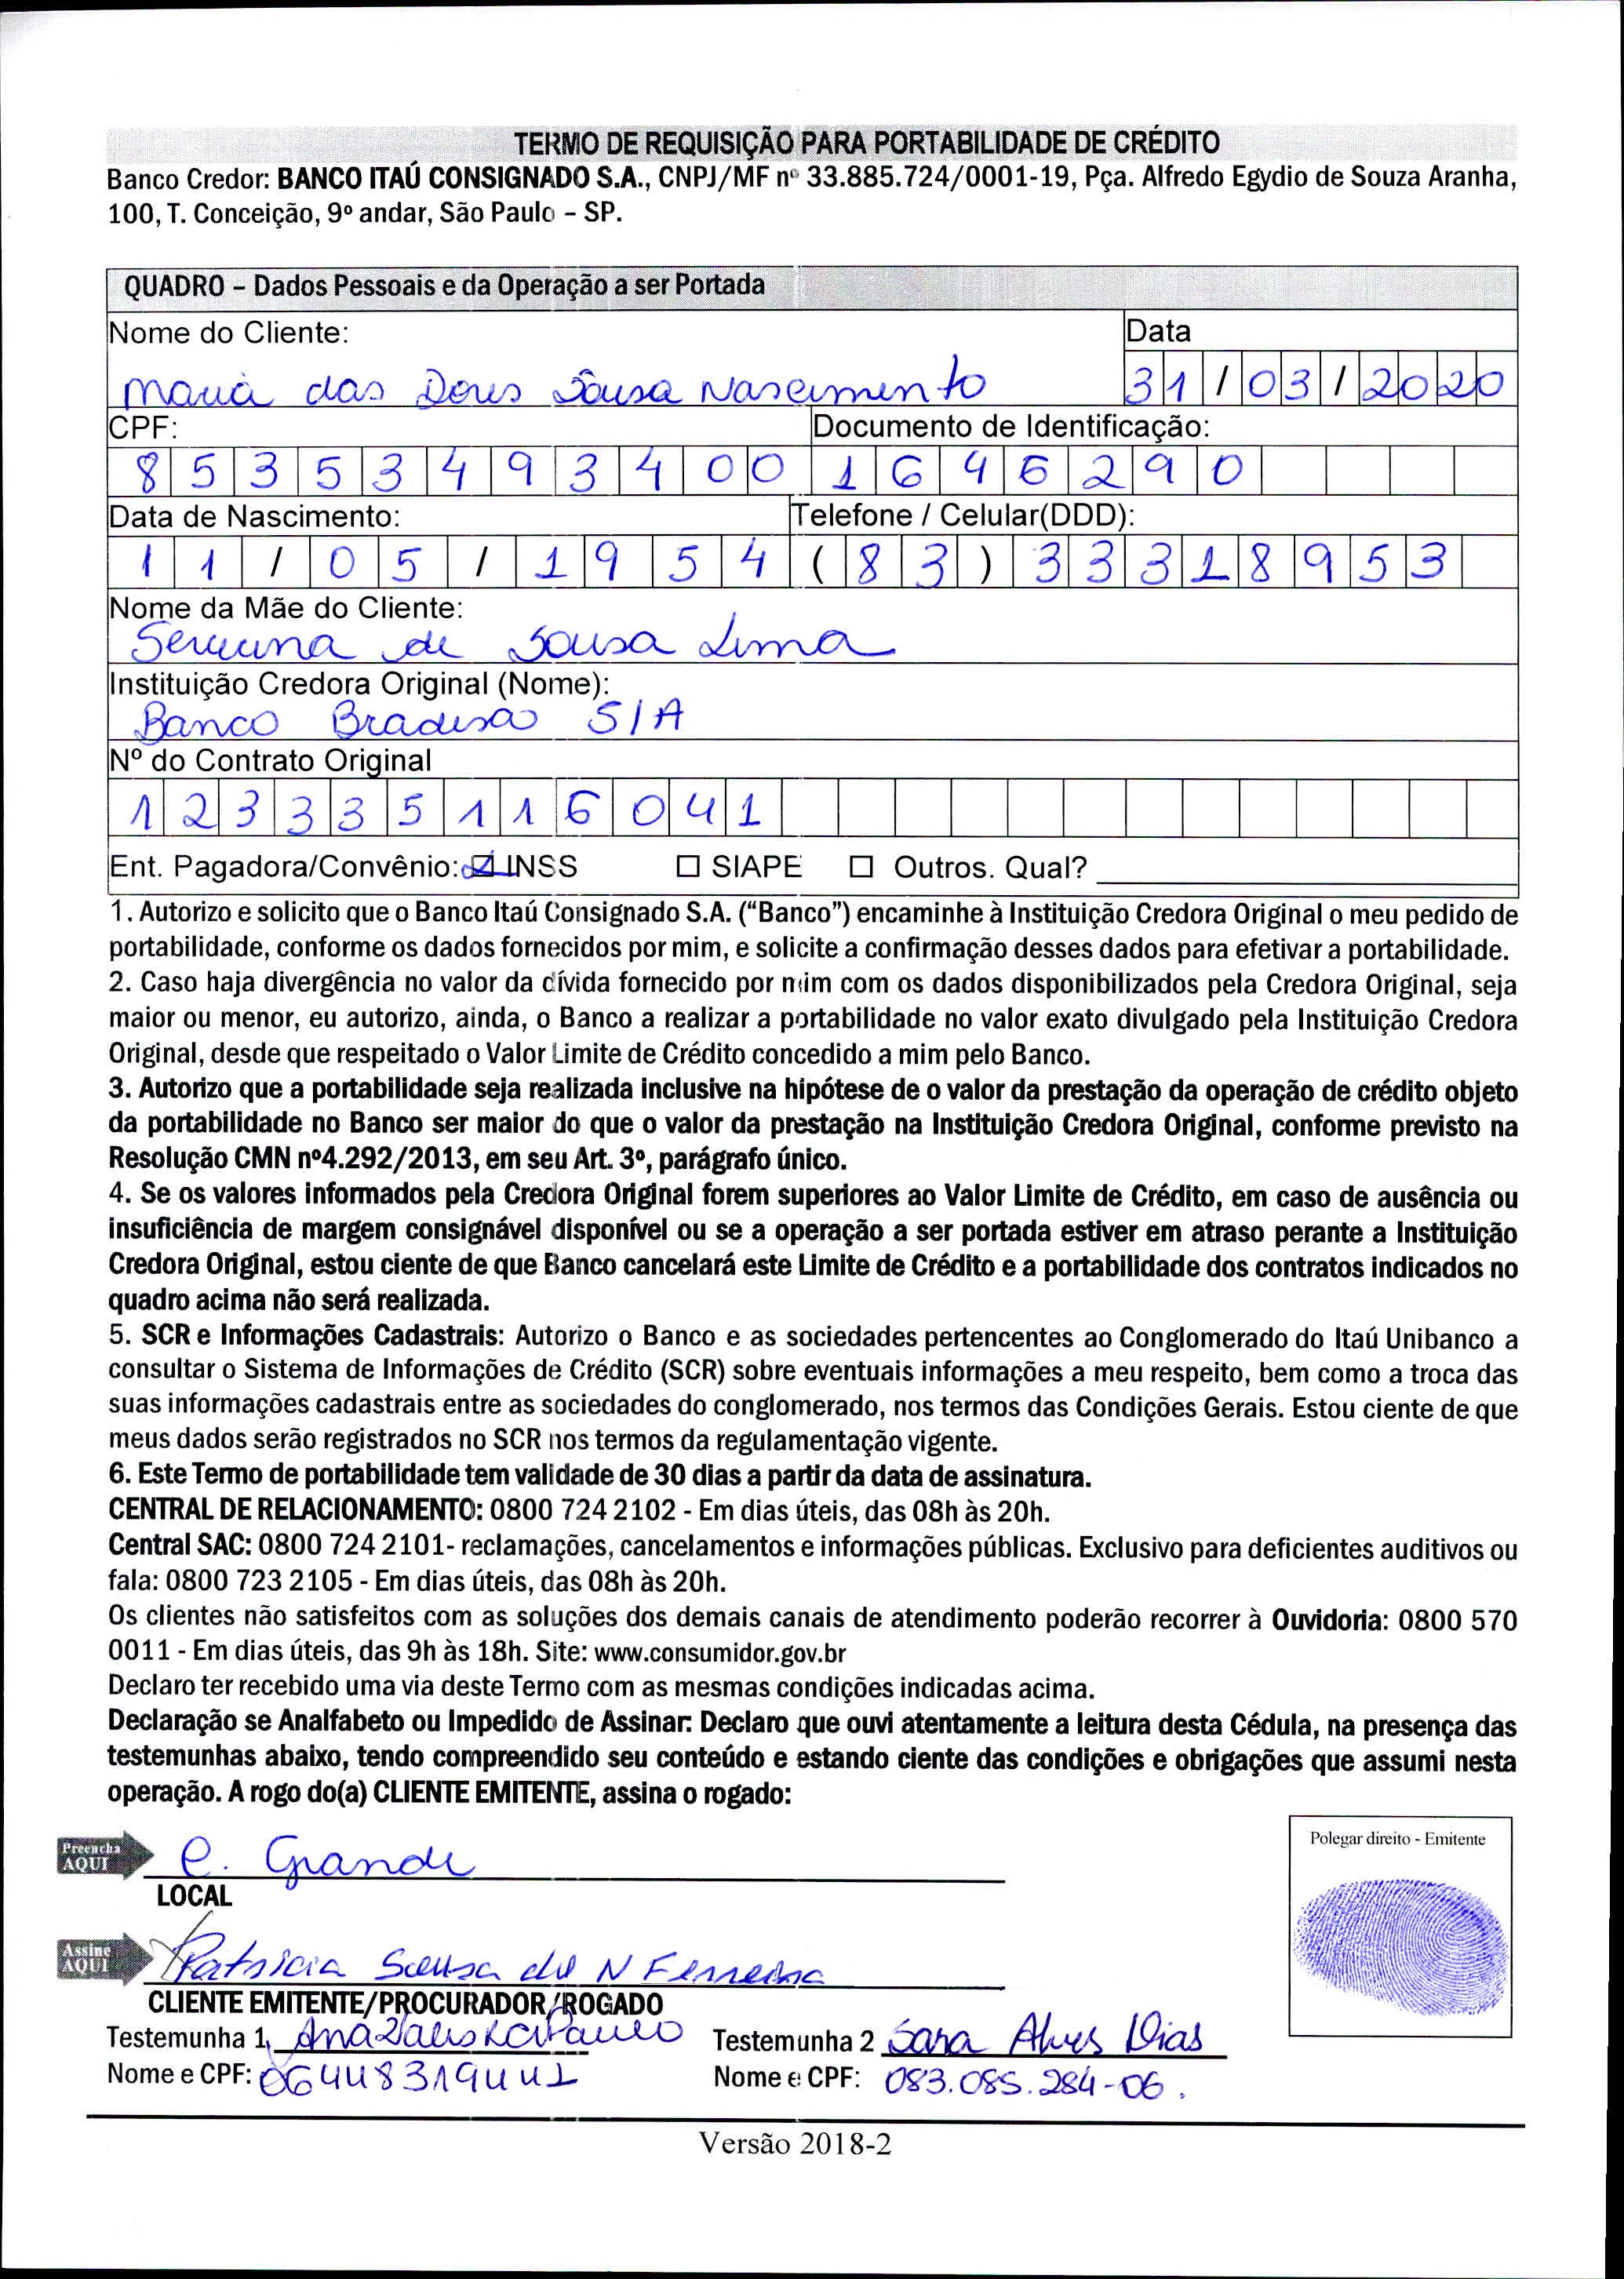 TERMO DE REQUISIÇÃO PARA PORTABILIDADE DE CRÉDITO
Banco Credor: BANCO ITAÚ CONSIGNADO S.A., CNPJ/MF nº 33.885.724/0001-19, Pça. Alfredo Egydio de Souza Aranha,
100, T. Conceição, 9º andar, São Paulo – SP.
QUADRO – Dados Pessoais e da Operação a ser Portada
Nome do Cliente: Data
Maria das Dores Sousa Nascimento 31/03/2020
CPF: Documento de Identificação:
85353493400 1646290
Data de Nascimento: Telefone / Celular(DDD):
11/05/1954 (83) 33318953
Nome da Mãe do Cliente:
Severina de Sousa Lima
Instituição Credora Original (Nome):
Banco Bradesco S/A
Nº do Contrato Original
123335116041
Ent. Pagadora/Convênio: ☑ INSS ☐ SIAPE ☐ Outros. Qual?
1. Autorizo e solicito que o Banco Itaú Consignado S.A. (“Banco”) encaminhe à Instituição Credora Original o meu pedido de
portabilidade, conforme os dados fornecidos por mim, e solicite a confirmação desses dados para efetivar a portabilidade.
2. Caso haja divergência no valor da dívida fornecido por mim com os dados disponibilizados pela Credora Original, seja
maior ou menor, eu autorizo, ainda, o Banco a realizar a portabilidade no valor exato divulgado pela Instituição Credora
Original, desde que respeitado o Valor Limite de Crédito concedido a mim pelo Banco.
3. Autorizo que a portabilidade seja realizada inclusive na hipótese de o valor da prestação da operação de crédito objeto
da portabilidade no Banco ser maior do que o valor da prestação na Instituição Credora Original, conforme previsto na
Resolução CMN nº4.292/2013, em seu Art. 3º, parágrafo único.
4. Se os valores informados pela Credora Original forem superiores ao Valor Limite de Crédito, em caso de ausência ou
insuficiência de margem consignável disponível ou se a operação a ser portada estiver em atraso perante a Instituição
Credora Original, estou ciente de que Banco cancelará este Limite de Crédito e a portabilidade dos contratos indicados no
quadro acima não será realizada.
5. SCR e Informações Cadastrais: Autorizo o Banco e as sociedades pertencentes ao Conglomerado do Itaú Unibanco a
consultar o Sistema de Informações de Crédito (SCR) sobre eventuais informações a meu respeito, bem como a troca das
suas informações cadastrais entre as sociedades do conglomerado, nos termos das Condições Gerais. Estou ciente de que
meus dados serão registrados no SCR nos termos da regulamentação vigente.
6. Este Termo de portabilidade tem validade de 30 dias a partir da data de assinatura.
CENTRAL DE RELACIONAMENTO: 0800 724 2102 - Em dias úteis, das 08h às 20h.
Central SAC: 0800 724 2101- reclamações, cancelamentos e informações públicas. Exclusivo para deficientes auditivos ou
fala: 0800 723 2105 - Em dias úteis, das 08h às 20h.
Os clientes não satisfeitos com as soluções dos demais canais de atendimento poderão recorrer à Ouvidoria: 0800 570
0011 - Em dias úteis, das 9h às 18h. Site: www.consumidor.gov.br
Declaro ter recebido uma via deste Termo com as mesmas condições indicadas acima.
Declaração se Analfabeto ou Impedido de Assinar: Declaro que ouvi atentamente a leitura desta Cédula, na presença das
testemunhas abaixo, tendo compreendido seu conteúdo e estando ciente das condições e obrigações que assumi nesta
operação. A rogo do(a) CLIENTE EMITENTE, assina o rogado:
Polegar direito - Emitente
Preencha AQUI C. Grande
LOCAL
Assine AQUI Patricia Sousa do N Ferreira
CLIENTE EMITENTE/PROCURADOR/ROGADO
Testemunha 1 Ana Testemunha 2 Sara Alves Dias
Nome e CPF: 06448319441 Nome e CPF: 083.085.284-06.
Versão 2018-2